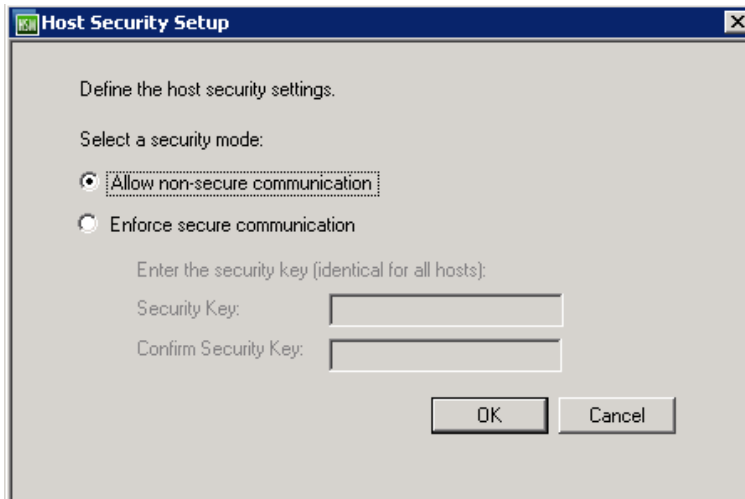 HSM Host Security Setup
Define the host security settings.
Select a security mode:
Allow non-secure communication
Enforce secure communication
Enter the security key (identical for all hosts):
Security Key:
Confirm Security Key:
OK Cancel